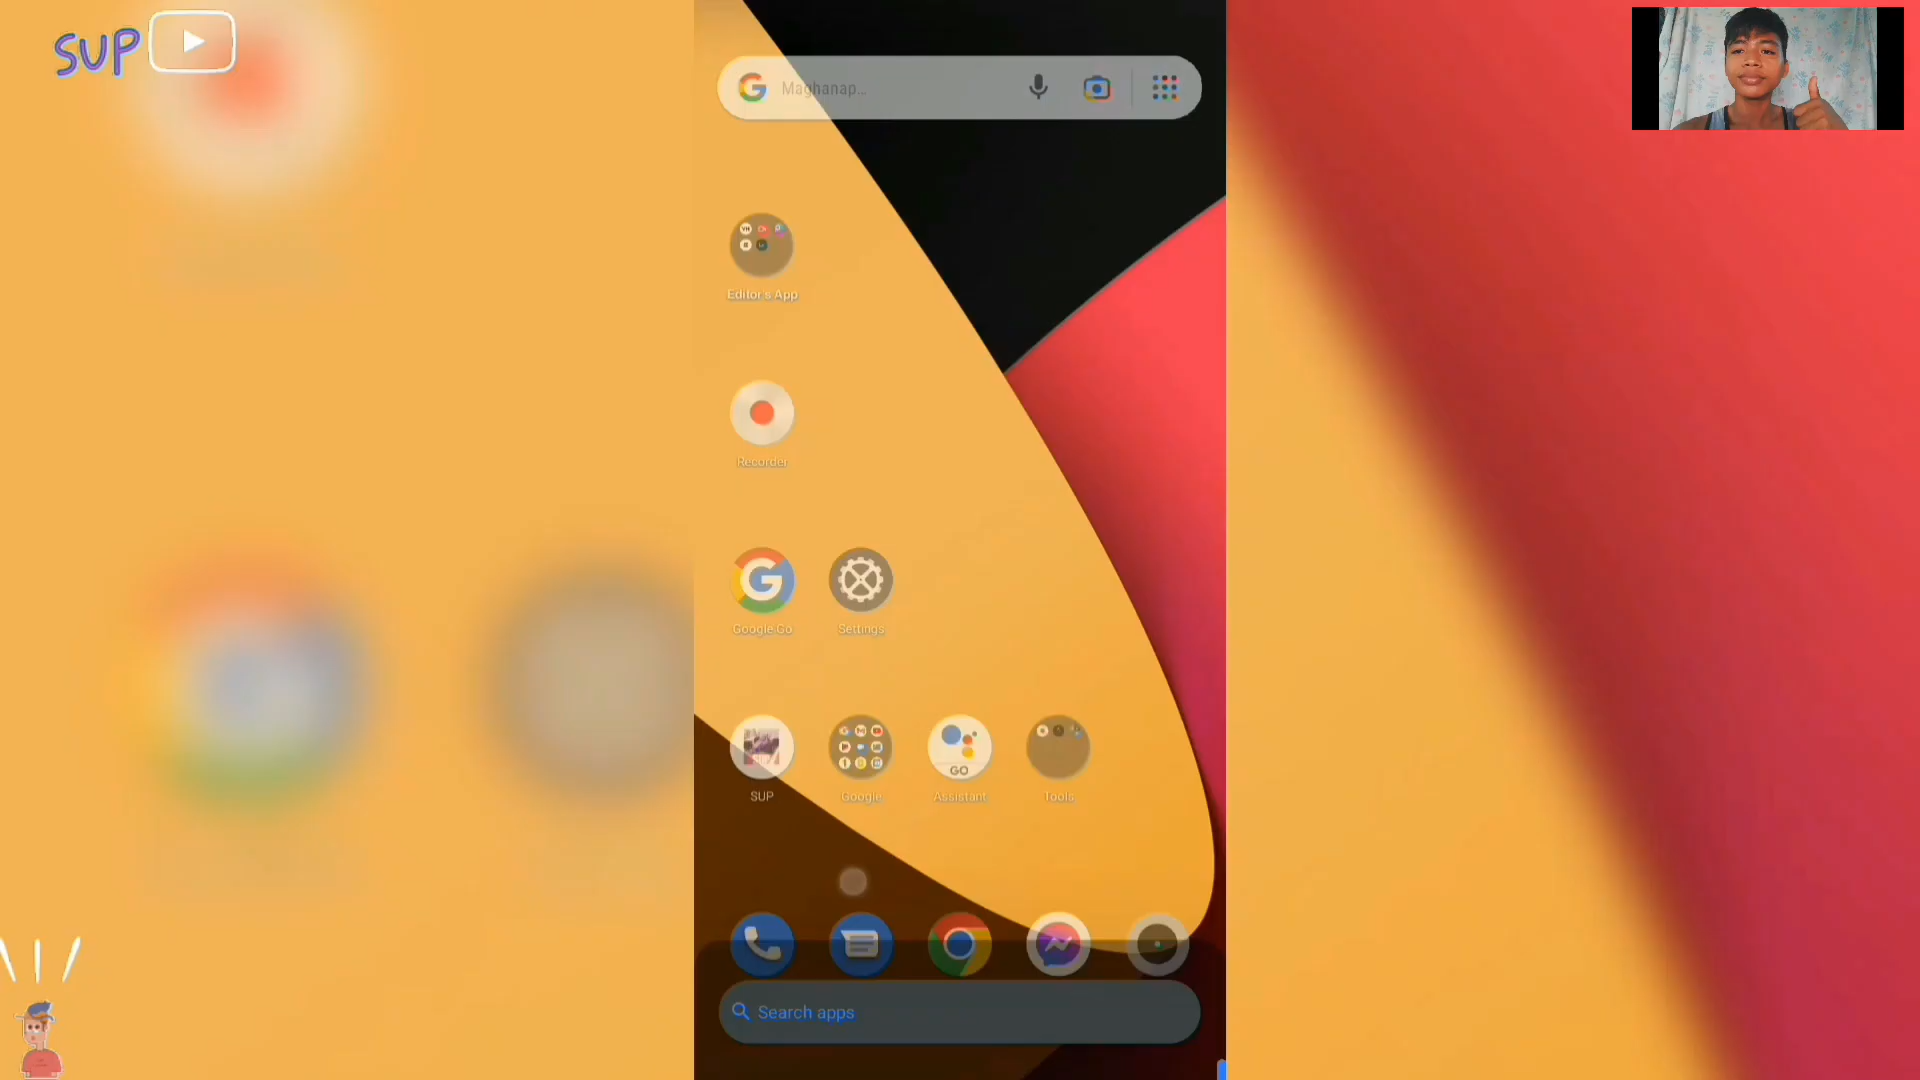 SUP
Maghanap...
Editor's App
Recorder
Google Go
Settings
GO
SUP
Google
Assistant
Tools
Search apps